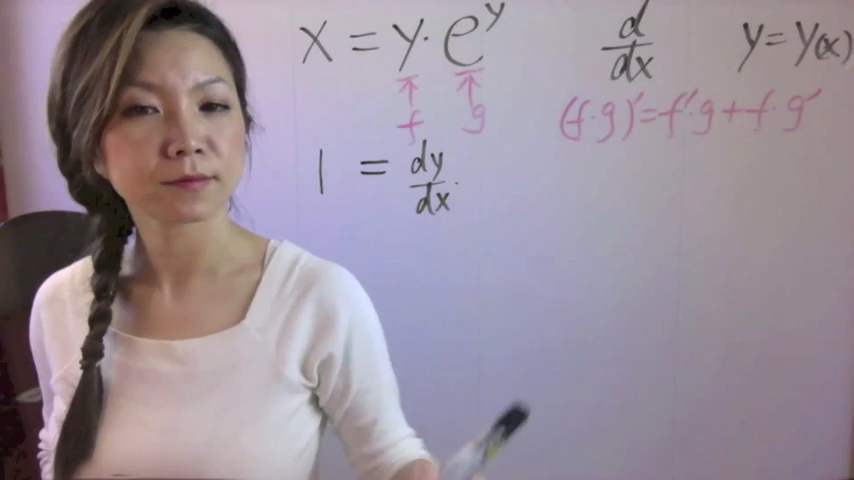 x = y · e^y d/dx y = y(x)
↑ ↑ (f·g)' = f'·g + f·g'
f g
1 = dy/dx ·